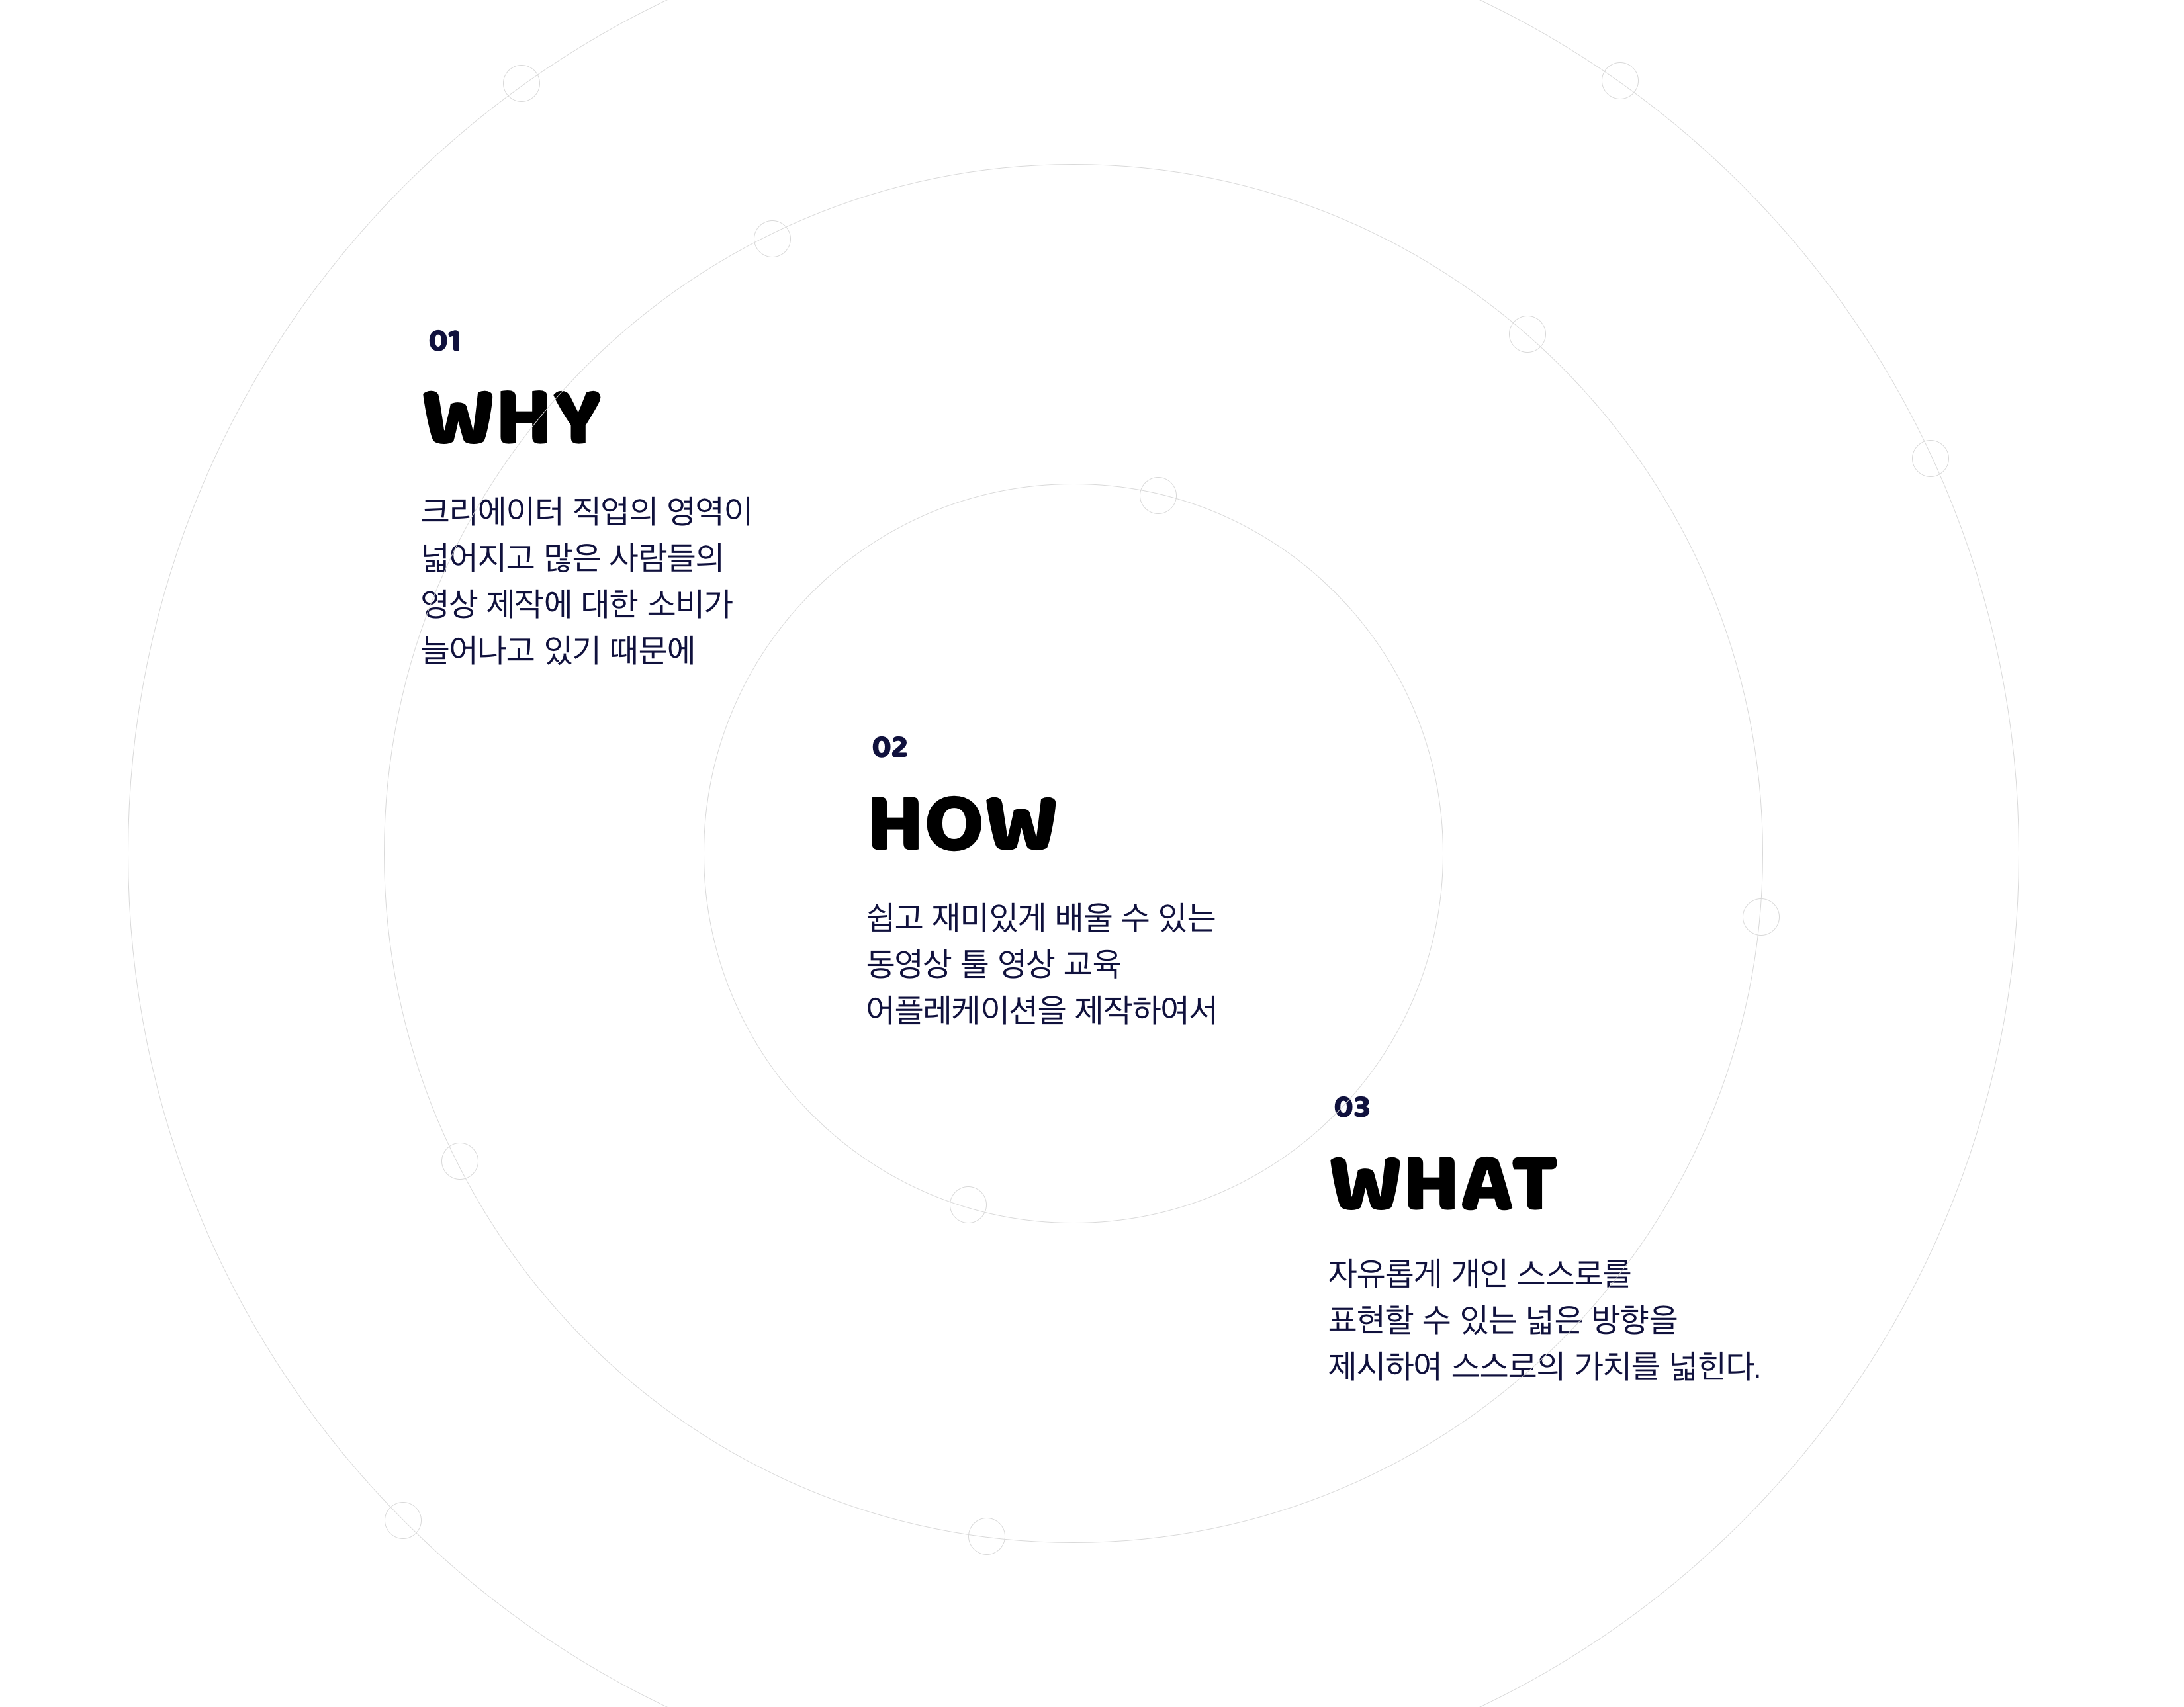 01
WHY
크리에이터 직업의 영역이
넓어지고 많은 사람들의
영상 제작에 대한 소비가
늘어나고 있기 때문에
02
HOW
쉽고 재미있게 배울 수 있는
동영상 툴 영상 교육
어플레케이션을 제작하여서
03
WHAT
자유롭게 개인 스스로를
표현할 수 있는 넓은 방향을
제시하여 스스로의 가치를 넓힌다.